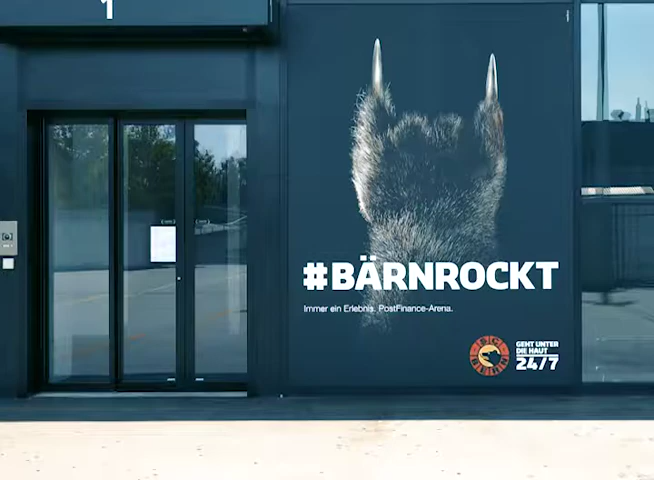 1
#BÄRNROCKT
Immer ein Erlebnis. PostFinance-Arena.
GEHT UNTER
DIE HAUT
24/7